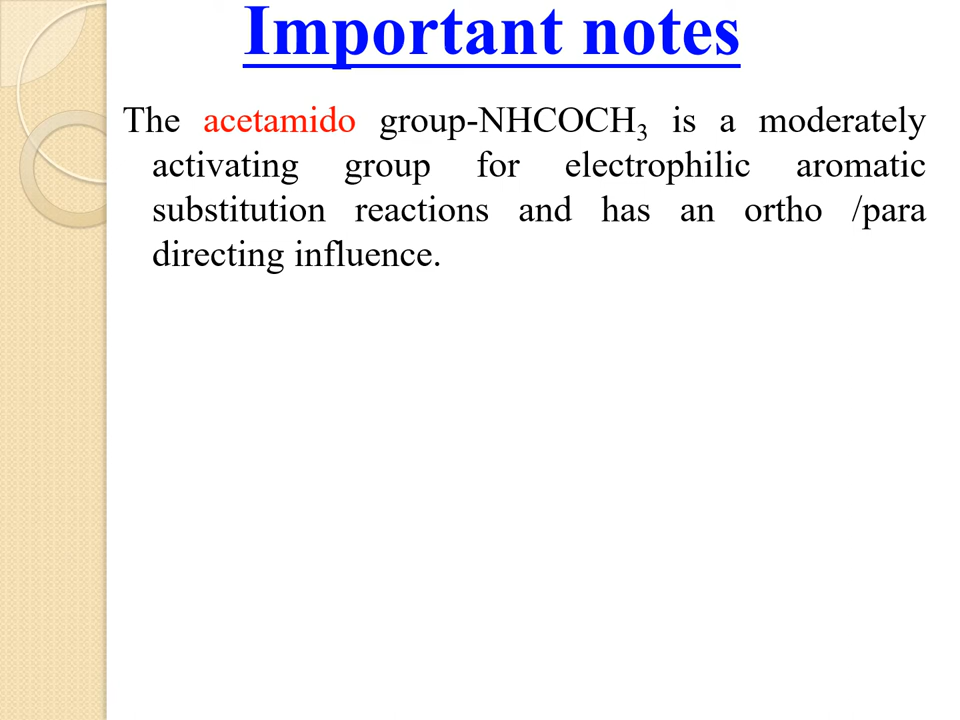 Important notes
The acetamido group-NHCOCH₃ is a moderately
activating group for electrophilic aromatic
substitution reactions and has an ortho /para
directing influence.